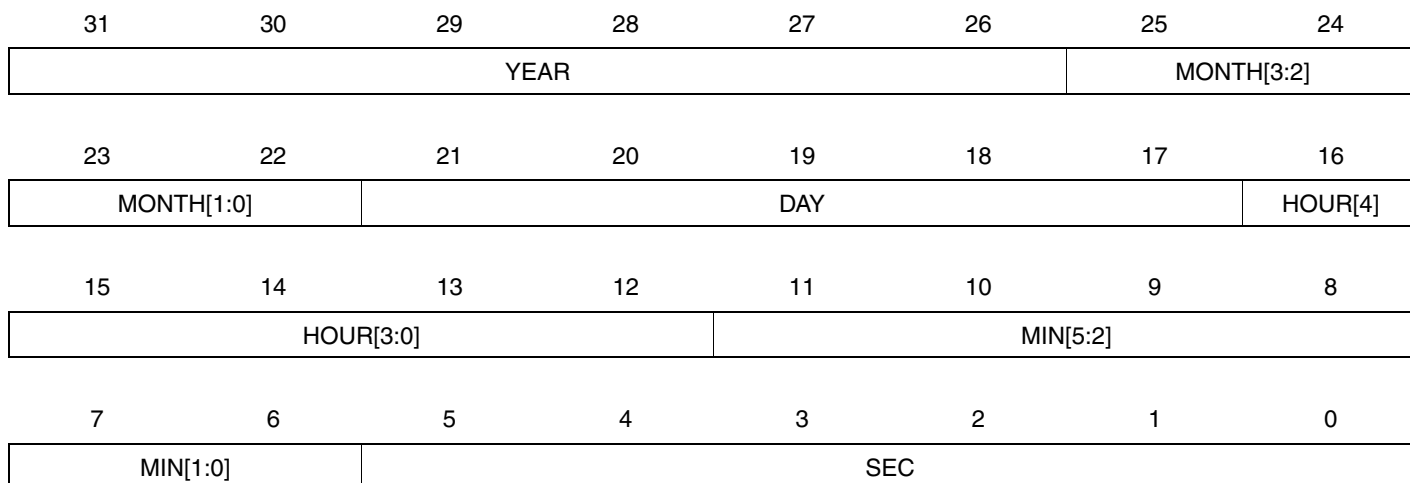 31 30 29 28 27 26 25 24
YEAR MONTH[3:2]
23 22 21 20 19 18 17 16
MONTH[1:0] DAY HOUR[4]
15 14 13 12 11 10 9 8
HOUR[3:0] MIN[5:2]
7 6 5 4 3 2 1 0
MIN[1:0] SEC